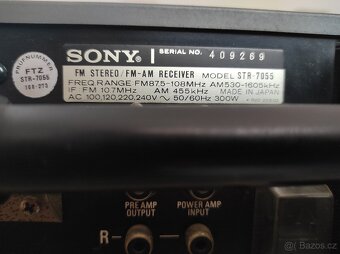 SONY
SERIAL NO. 409269
PRÜFNUMMER
FTZ
STR-7055
FM STEREO / FM-AM RECEIVER MODEL STR-7055
FREQ RANGE FM87.5-108MHz AM530-1605kHz
IF FM 10.7MHz AM 455kHz MADE IN JAPAN
AC 100,120,220,240V ~ 50/60Hz 300W
PRE AMP OUTPUT
POWER AMP INPUT
R
Bazoš.cz